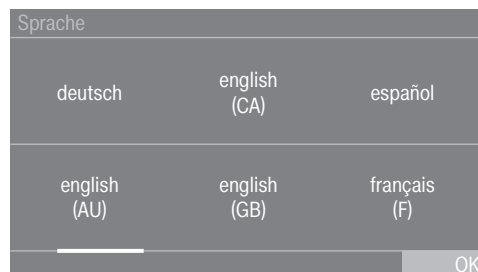 Sprache
deutsch
english
(CA)
español
english
(AU)
english
(GB)
français
(F)
OK